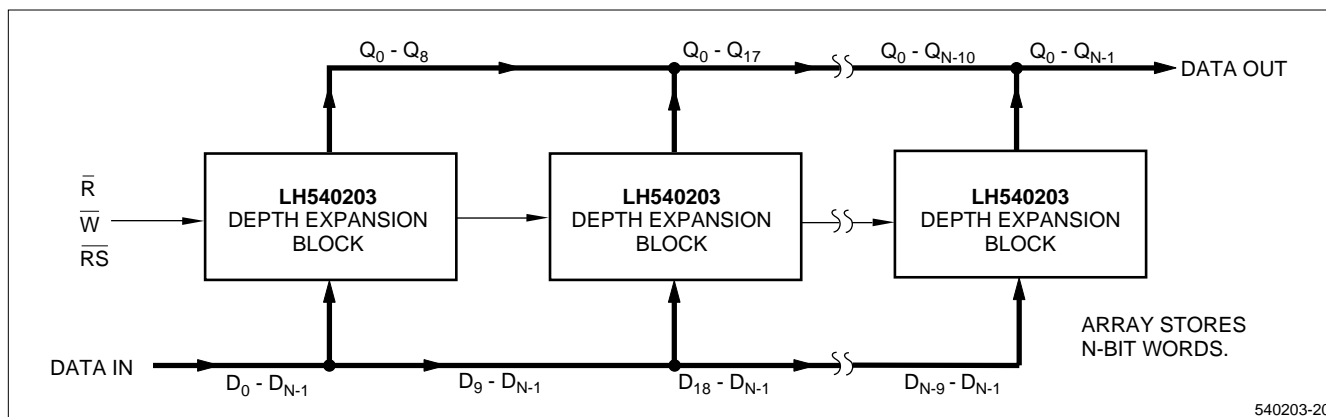 Q0 - Q8
Q0 - Q17
Q0 - QN-10
Q0 - QN-1
DATA OUT
R̅
W̅
R̅S̅
LH540203
DEPTH EXPANSION
BLOCK
LH540203
DEPTH EXPANSION
BLOCK
LH540203
DEPTH EXPANSION
BLOCK
DATA IN
D0 - DN-1
D9 - DN-1
D18 - DN-1
DN-9 - DN-1
ARRAY STORES
N-BIT WORDS.
540203-20